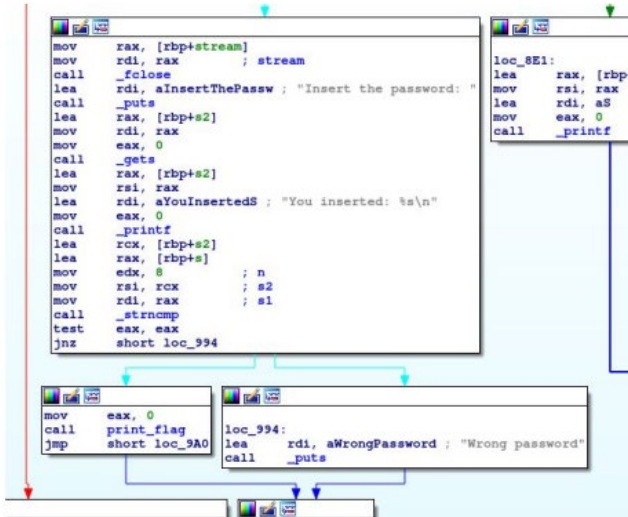 mov rax, [rbp+stream]
mov rdi, rax ; stream
call _fclose
lea rdi, aInsertThePassw ; "Insert the password: "
call _puts
lea rax, [rbp+s2]
mov rdi, rax
mov eax, 0
call _gets
lea rax, [rbp+s2]
mov rsi, rax
lea rdi, aYouInsertedS ; "You inserted: %s\n"
mov eax, 0
call _printf
lea rcx, [rbp+s2]
lea rax, [rbp+s]
mov edx, 8 ; n
mov rsi, rcx ; s2
mov rdi, rax ; s1
call _strncmp
test eax, eax
jnz short loc_994
loc_8E1:
lea rax, [rbp
mov rsi, rax
lea rdi, aS
mov eax, 0
call _printf
mov eax, 0
call print_flag
jmp short loc_9A0
loc_994:
lea rdi, aWrongPassword ; "Wrong password"
call _puts